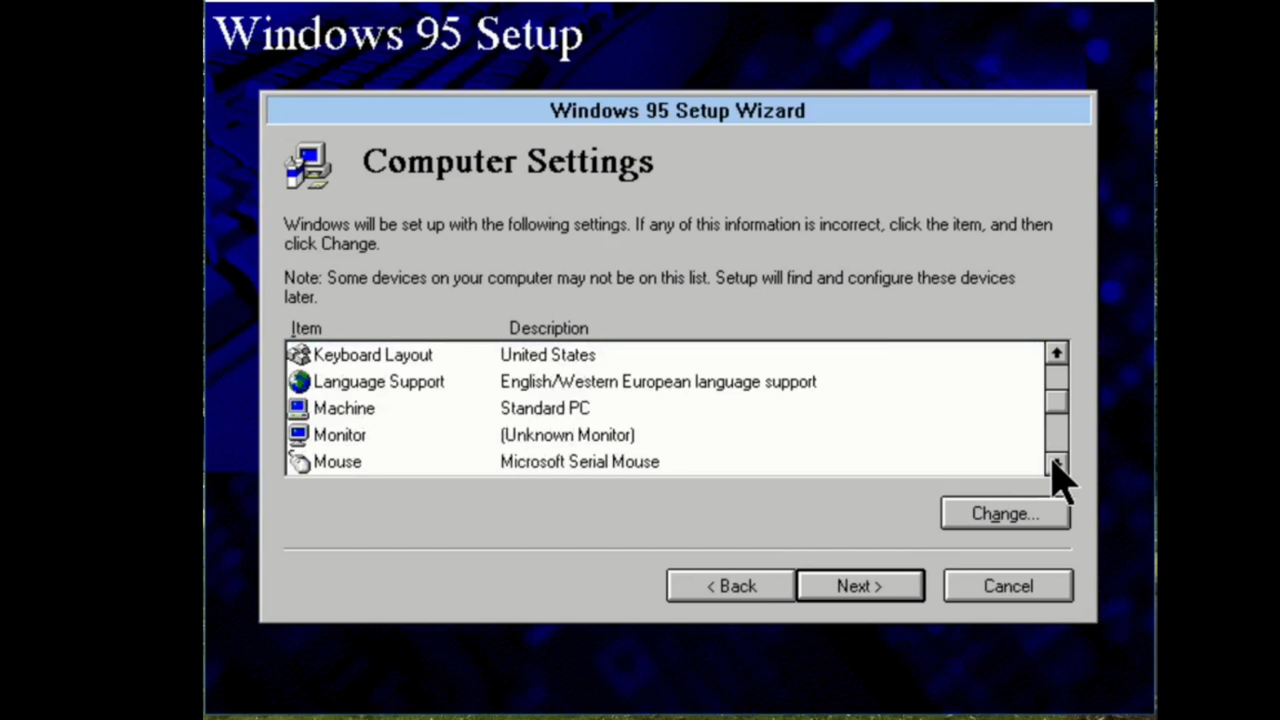 Windows 95 Setup
Windows 95 Setup Wizard
Computer Settings
Windows will be set up with the following settings. If any of this information is incorrect, click the item, and then
click Change.
Note: Some devices on your computer may not be on this list. Setup will find and configure these devices
later.
Item Description
Keyboard Layout United States
Language Support English/Western European language support
Machine Standard PC
Monitor (Unknown Monitor)
Mouse Microsoft Serial Mouse
Change...
< Back Next > Cancel